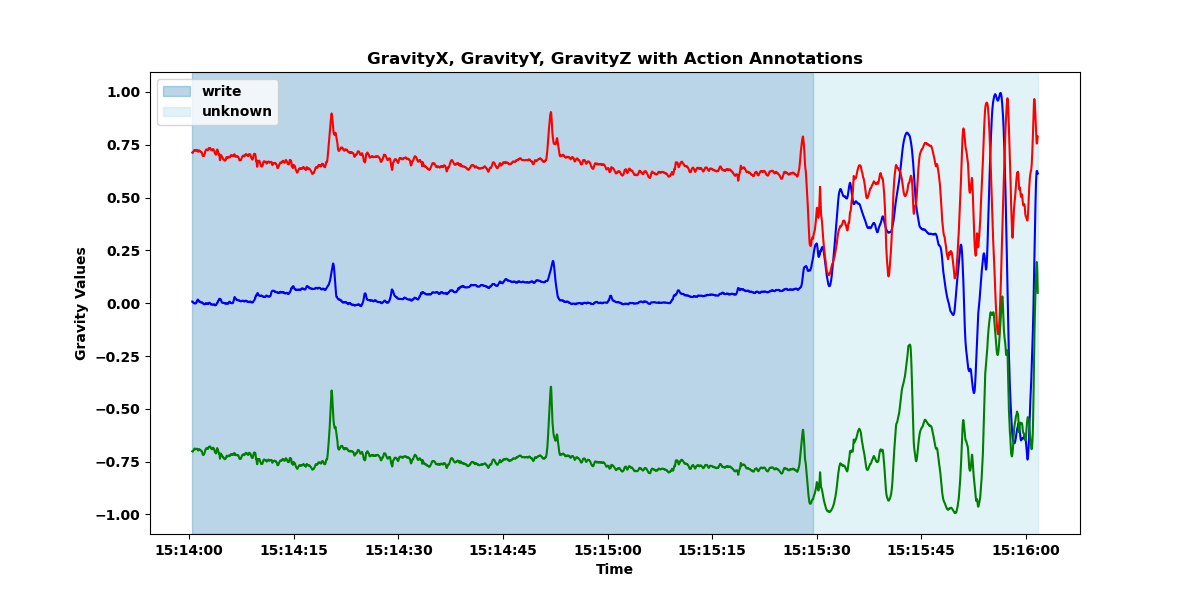 GravityX, GravityY, GravityZ with Action Annotations
write
unknown
1.00
0.75
0.50
0.25
0.00
−0.25
−0.50
−0.75
−1.00
Gravity Values
15:14:00 15:14:15 15:14:30 15:14:45 15:15:00 15:15:15 15:15:30 15:15:45 15:16:00
Time